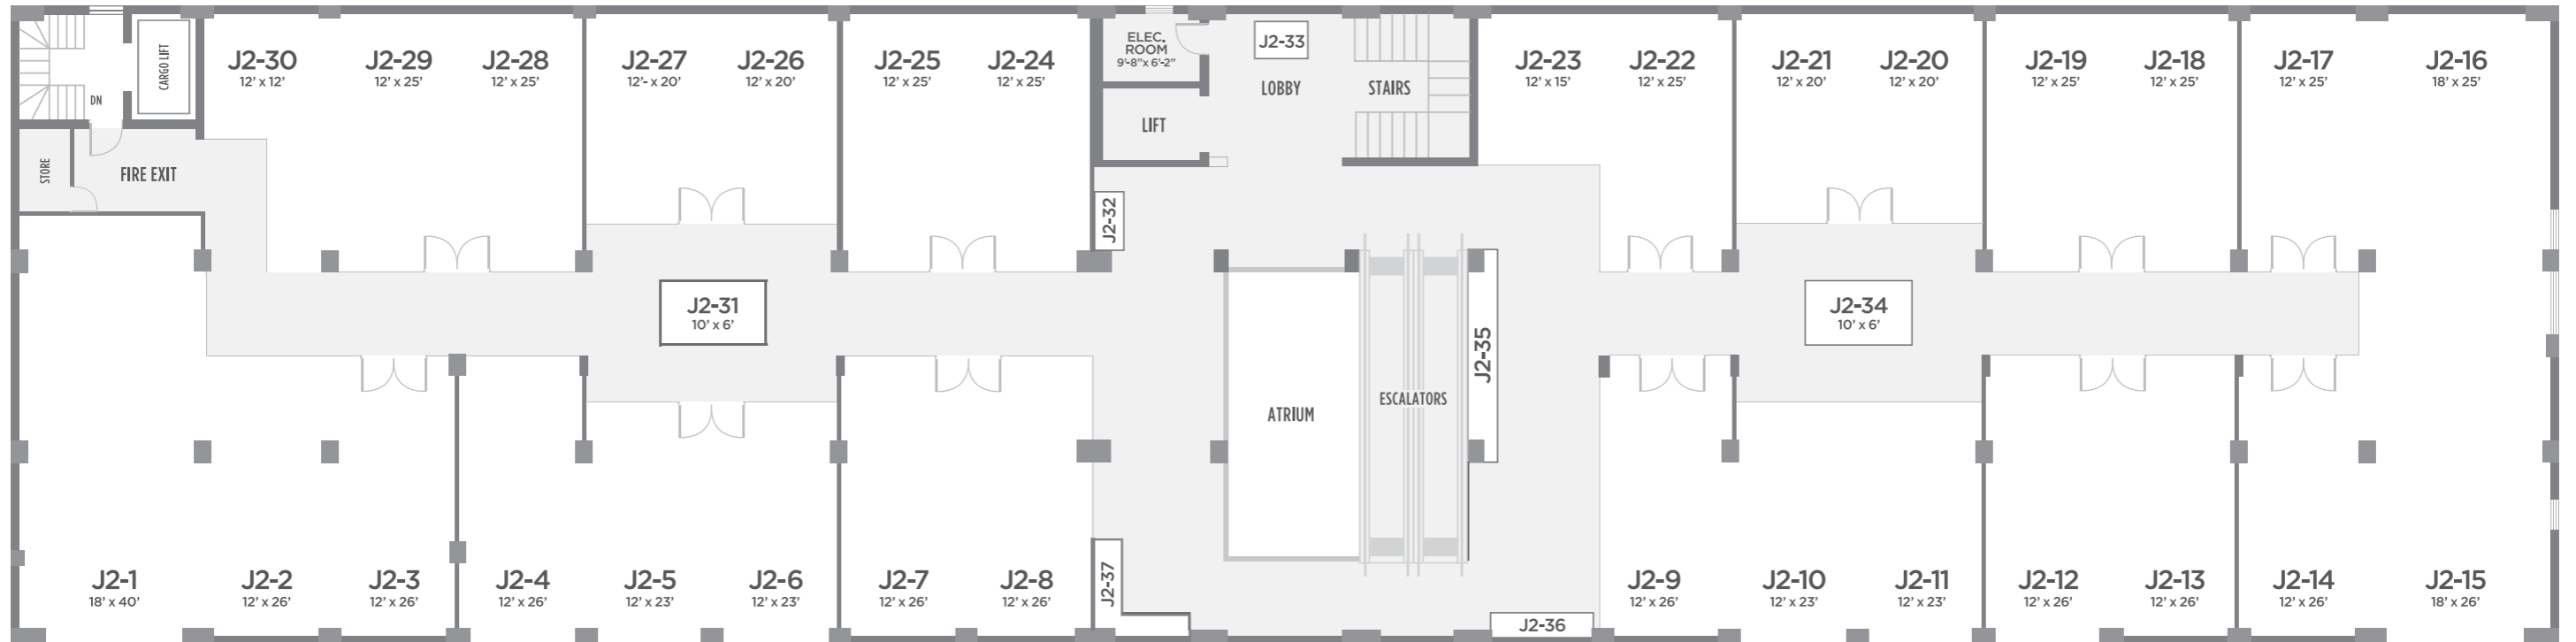 J2-30
12' x 12'
J2-29
12' x 25'
J2-28
12' x 25'
J2-27
12'- x 20'
J2-26
12' x 20'
J2-25
12' x 25'
J2-24
12' x 25'
ELEC.
ROOM
9'-8"x 6'-2"
J2-33
LOBBY
STAIRS
LIFT
J2-23
12' x 15'
J2-22
12' x 25'
J2-21
12' x 20'
J2-20
12' x 20'
J2-19
12' x 25'
J2-18
12' x 25'
J2-17
12' x 25'
J2-16
18' x 25'
CARGO LIFT
DN
STORE
FIRE EXIT
J2-32
J2-31
10' x 6'
J2-35
J2-34
10' x 6'
ATRIUM
ESCALATORS
J2-1
18' x 40'
J2-2
12' x 26'
J2-3
12' x 26'
J2-4
12' x 26'
J2-5
12' x 23'
J2-6
12' x 23'
J2-7
12' x 26'
J2-8
12' x 26'
J2-37
J2-36
J2-9
12' x 26'
J2-10
12' x 23'
J2-11
12' x 23'
J2-12
12' x 26'
J2-13
12' x 26'
J2-14
12' x 26'
J2-15
18' x 26'